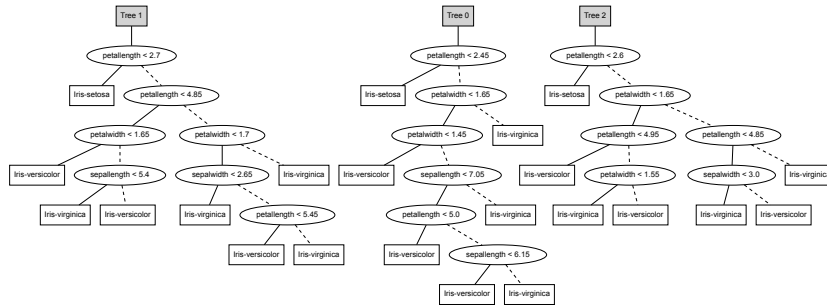 Tree 1
Tree 0
Tree 2
petallength < 2.7
petallength < 2.45
petallength < 2.6
Iris-setosa
petallength < 4.85
Iris-setosa
petalwidth < 1.65
Iris-setosa
petalwidth < 1.65
petalwidth < 1.65
petalwidth < 1.7
petalwidth < 1.45
Iris-virginica
petallength < 4.95
petallength < 4.85
Iris-versicolor
sepallength < 5.4
sepalwidth < 2.65
Iris-virginica
Iris-versicolor
sepallength < 7.05
Iris-versicolor
petalwidth < 1.55
sepalwidth < 3.0
Iris-virginica
Iris-virginica
Iris-versicolor
Iris-virginica
petallength < 5.45
petallength < 5.0
Iris-virginica
Iris-virginica
Iris-versicolor
Iris-virginica
Iris-versicolor
Iris-versicolor
Iris-virginica
Iris-versicolor
sepallength < 6.15
Iris-versicolor
Iris-virginica